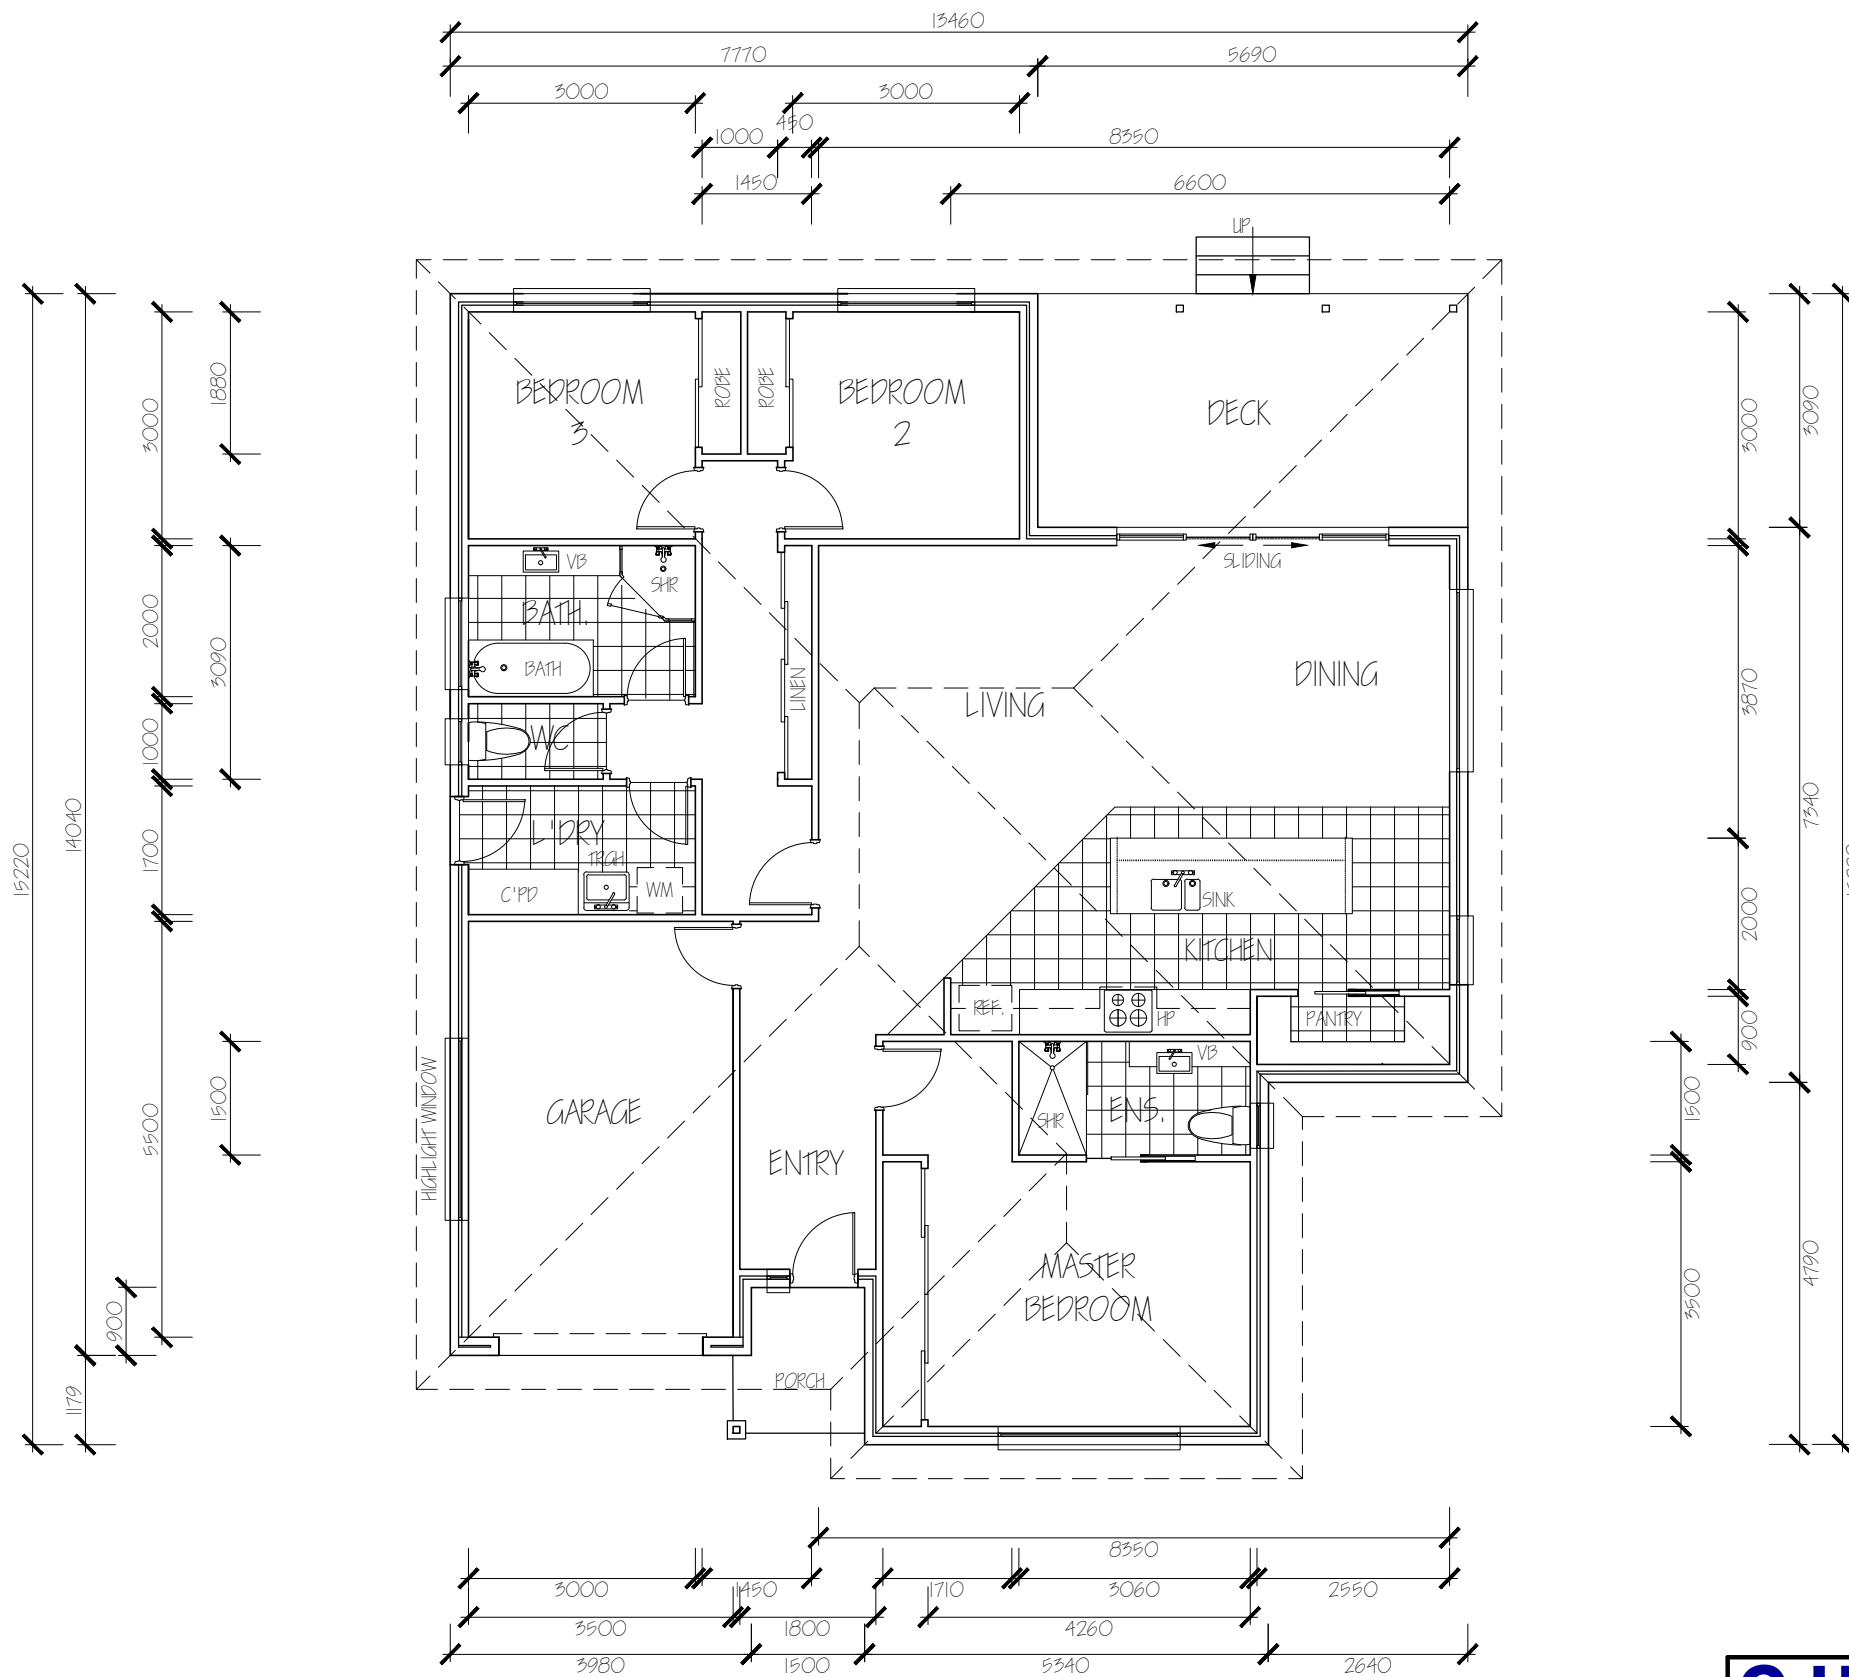 13460
7770 5690
3000 3000
450
1000 8350
1450 6600
UP
BEDROOM
3
ROBE
ROBE
BEDROOM
2
DECK
SLIDING
VB
SHR
BATH.
BATH
LINEN
LIVING
DINING
WC
L'DRY
TRGH
C'PD
WM
SINK
KITCHEN
REF.
HP
PANTRY
VB
SHR
ENS.
HIGHLIGHT WINDOW
GARAGE
ENTRY
MASTER
BEDROOM
PORCH
15220
14040
1179
3000
2000
1000
1700
5500
900
1880
3090
1500
3000
3870
2000
900
1500
3500
3090
7340
4790
8350
3000 1450 1710 3060 2550
3500 1800 4260
3980 1500 5340 2640